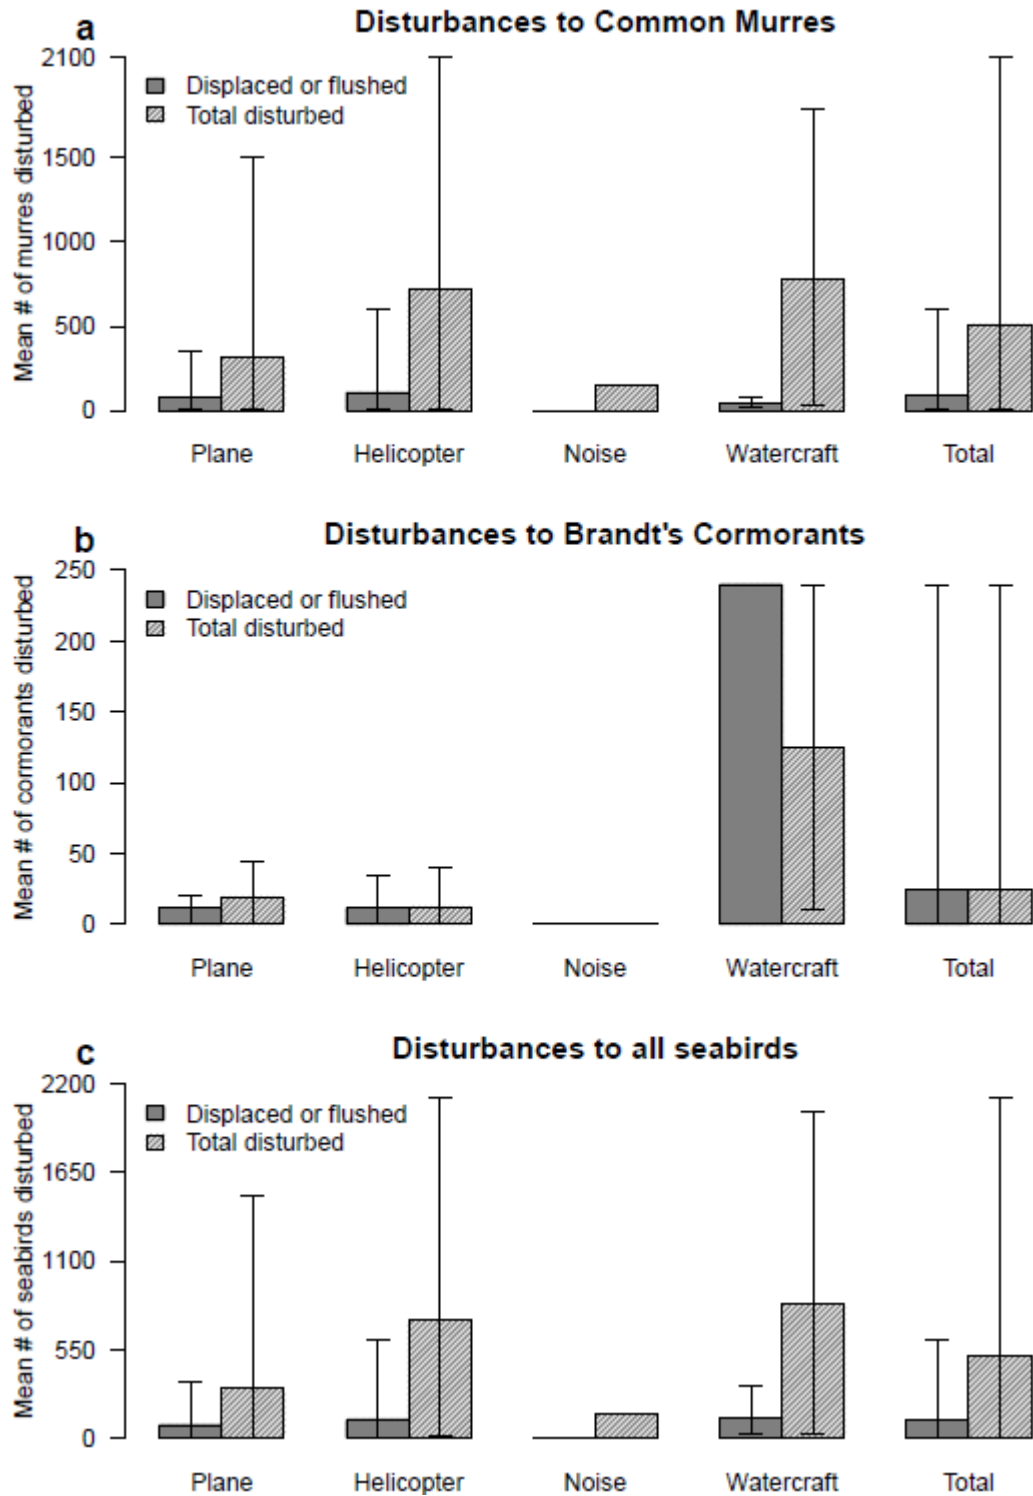 a
Disturbances to Common Murres
Mean # of murres disturbed
2100
1500
1000
500
0
Displaced or flushed
Total disturbed
Plane Helicopter Noise Watercraft Total
b
Disturbances to Brandt's Cormorants
Mean # of cormorants disturbed
250
200
150
100
50
0
Displaced or flushed
Total disturbed
Plane Helicopter Noise Watercraft Total
c
Disturbances to all seabirds
Mean # of seabirds disturbed
2200
1650
1100
550
0
Displaced or flushed
Total disturbed
Plane Helicopter Noise Watercraft Total